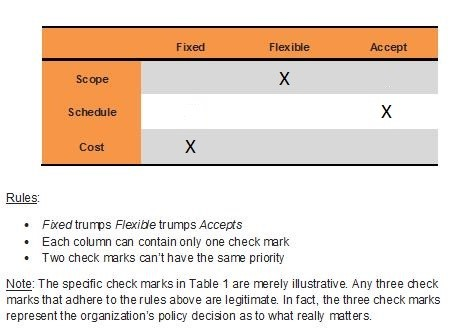 Fixed Flexible Accept
Scope X
Schedule X
Cost X
Rules:
• Fixed trumps Flexible trumps Accepts
• Each column can contain only one check mark
• Two check marks can’t have the same priority
Note: The specific check marks in Table 1 are merely illustrative. Any three check
marks that adhere to the rules above are legitimate. In fact, the three check marks
represent the organization’s policy decision as to what really matters.